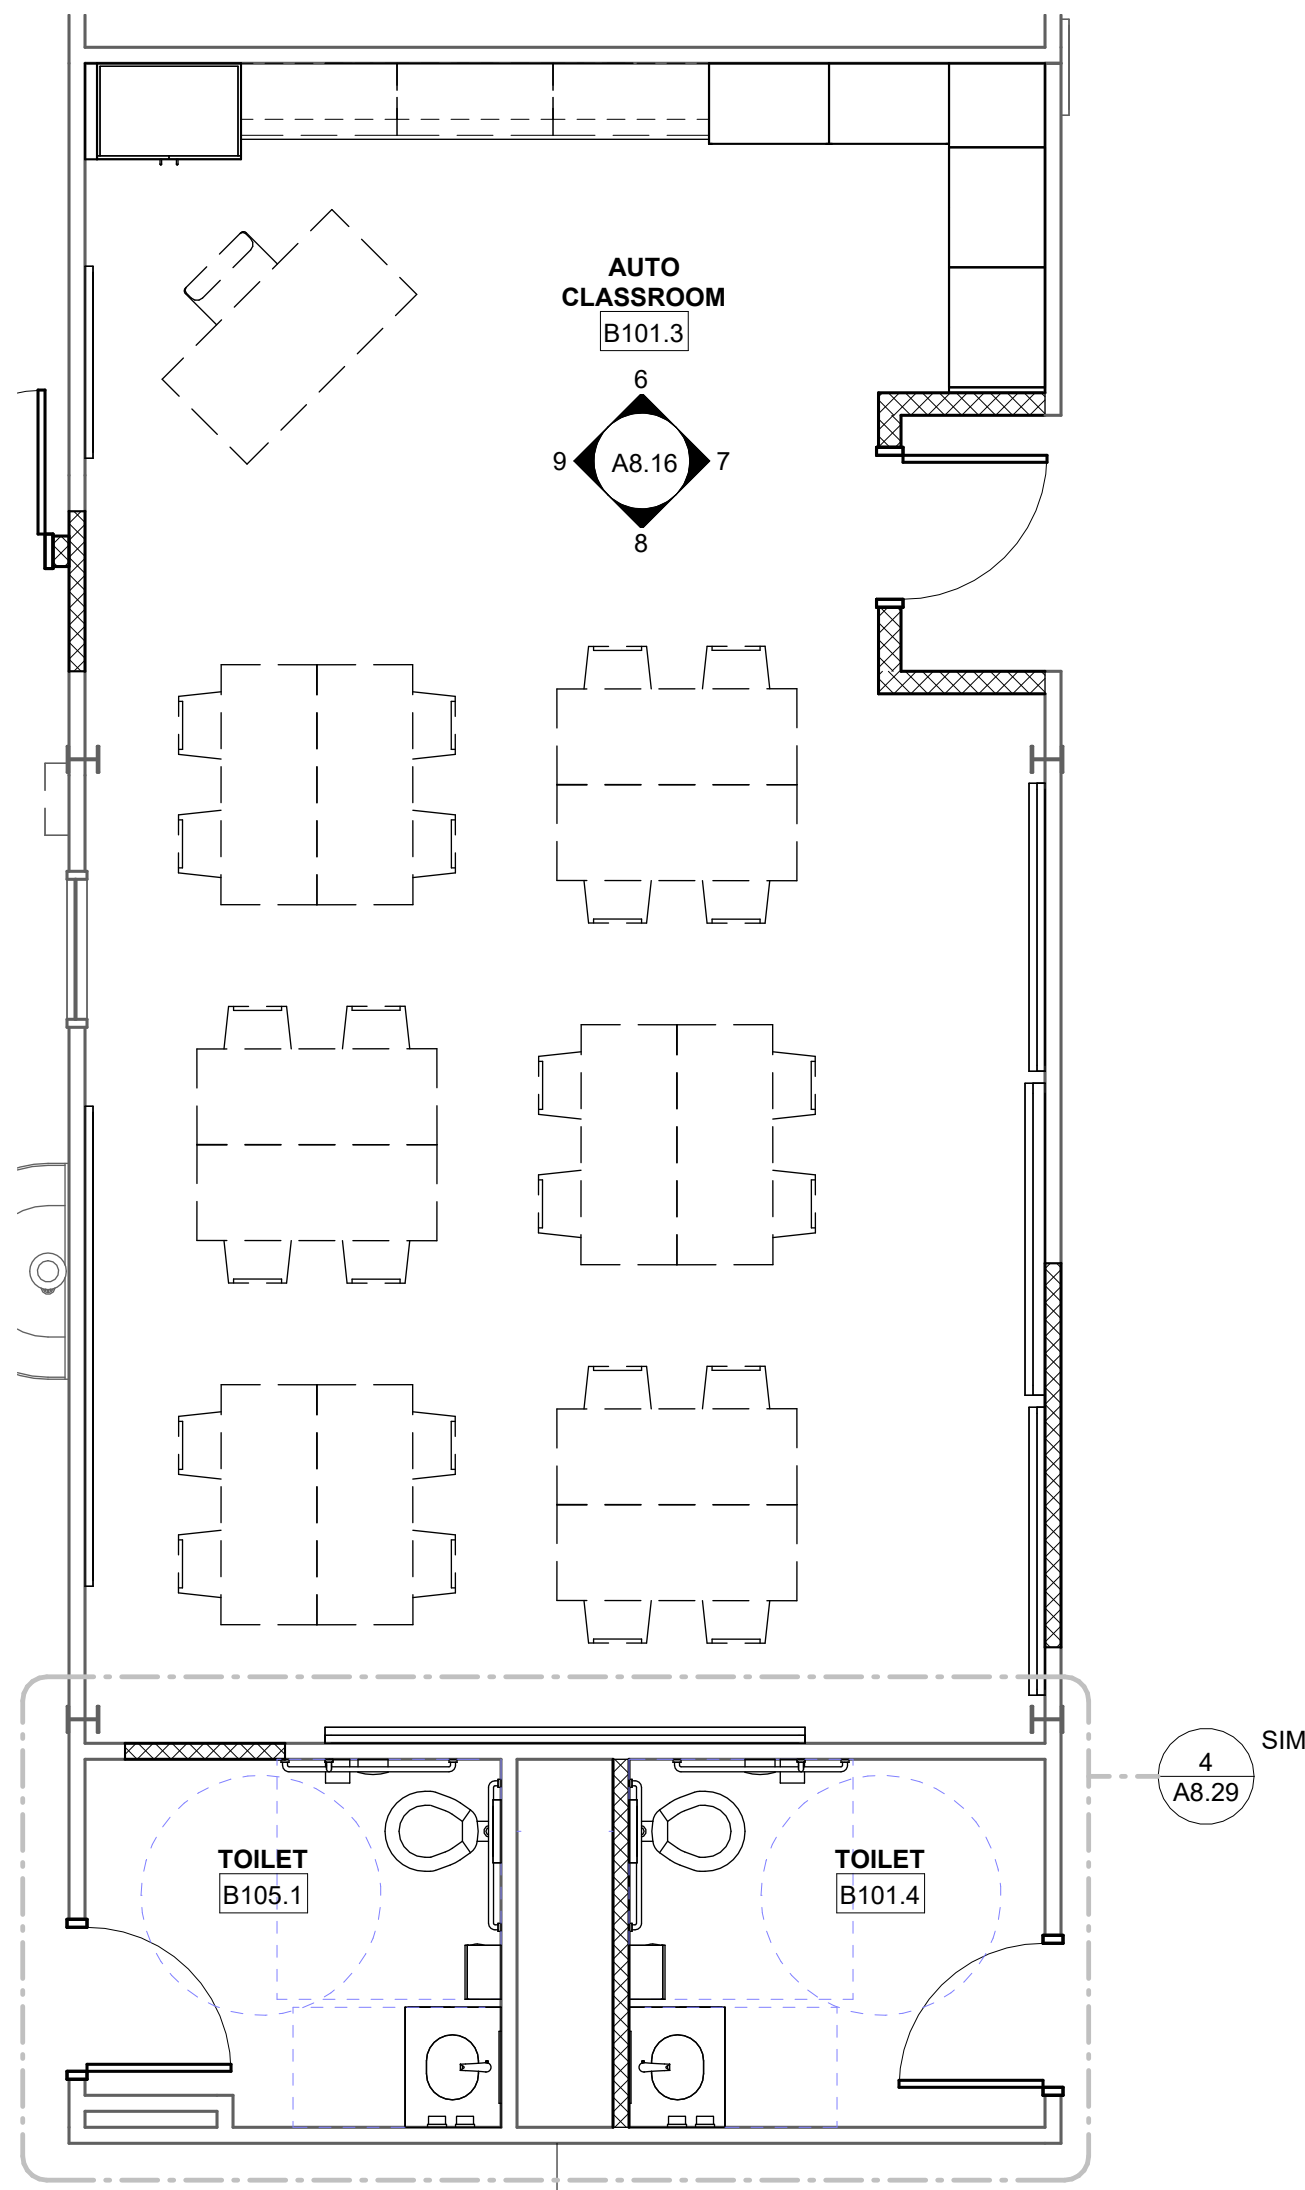 AUTO
CLASSROOM
B101.3
6
9 A8.16 7
8
SIM
4
A8.29
TOILET
B105.1
TOILET
B101.4